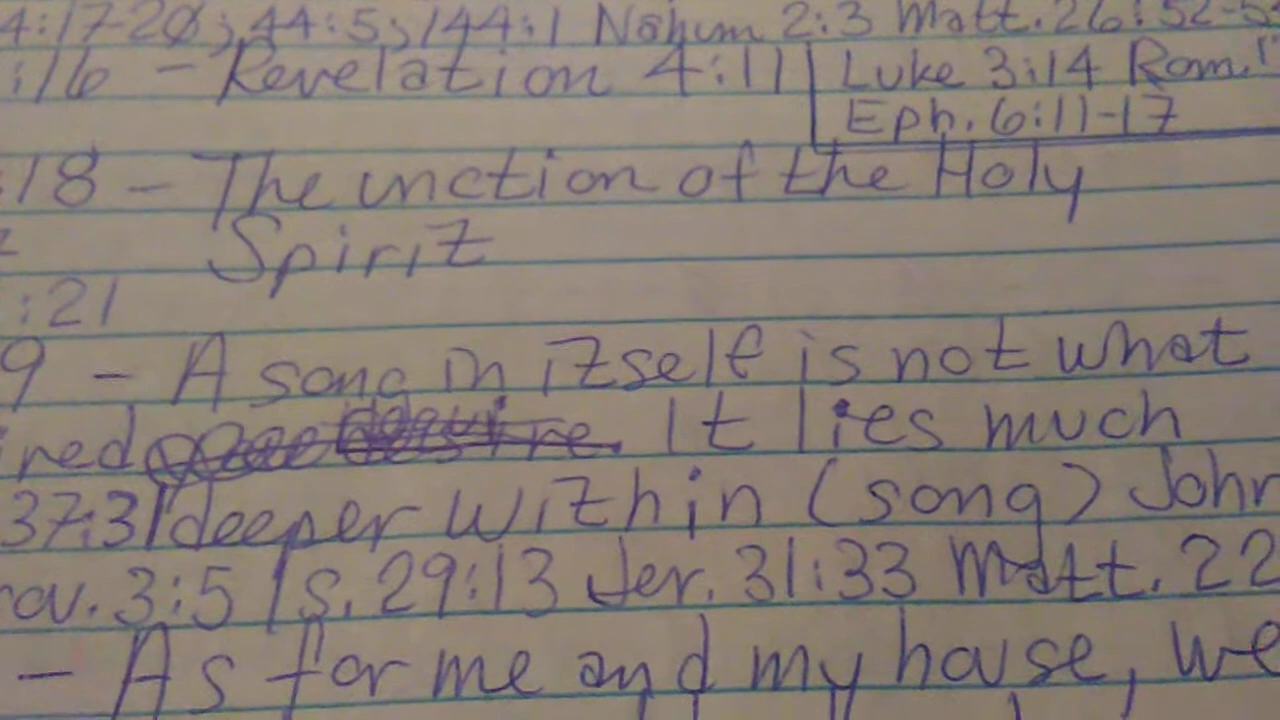 4:17-20; 44:5; 144:1 Nahum 2:3 Matt. 26:52-5
:16 - Revelation 4:11 | Luke 3:14 Rom. 
Eph. 6:11-17
:18 - The unction of the Holy
Spirit
:21
9 - A song in itself is not what
ired It lies much
37:31 deeper within (song) John
ov. 3:5 Is. 29:13 Jer. 31:33 Matt. 22
- As for me and my house, we